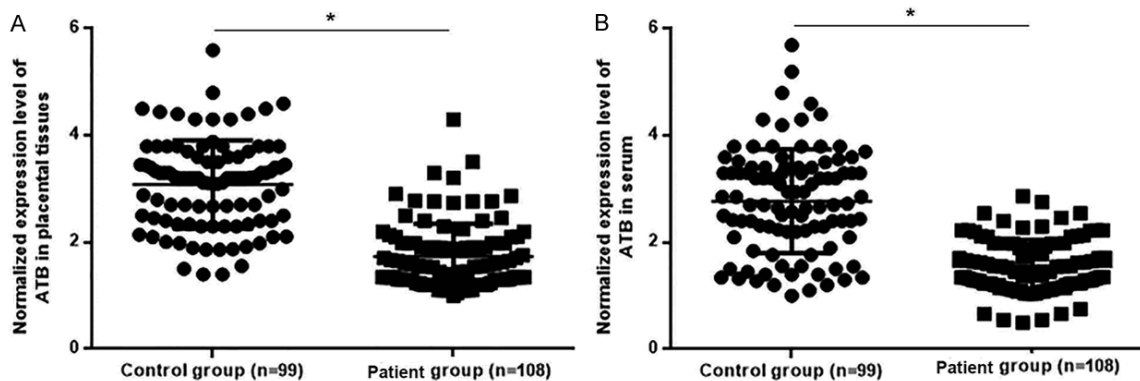 A
Normalized expression level of
ATB in placental tissues
6
4
2
0
*
Control group (n=99)
Patient group (n=108)
B
Normalized expression level of
ATB in serum
6
4
2
0
*
Control group (n=99)
Patient group (n=108)